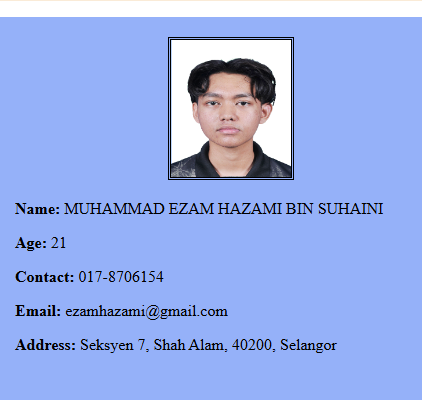 Name: MUHAMMAD EZAM HAZAMI BIN SUHAINI
Age: 21
Contact: 017-8706154
Email: ezamhazami@gmail.com
Address: Seksyen 7, Shah Alam, 40200, Selangor